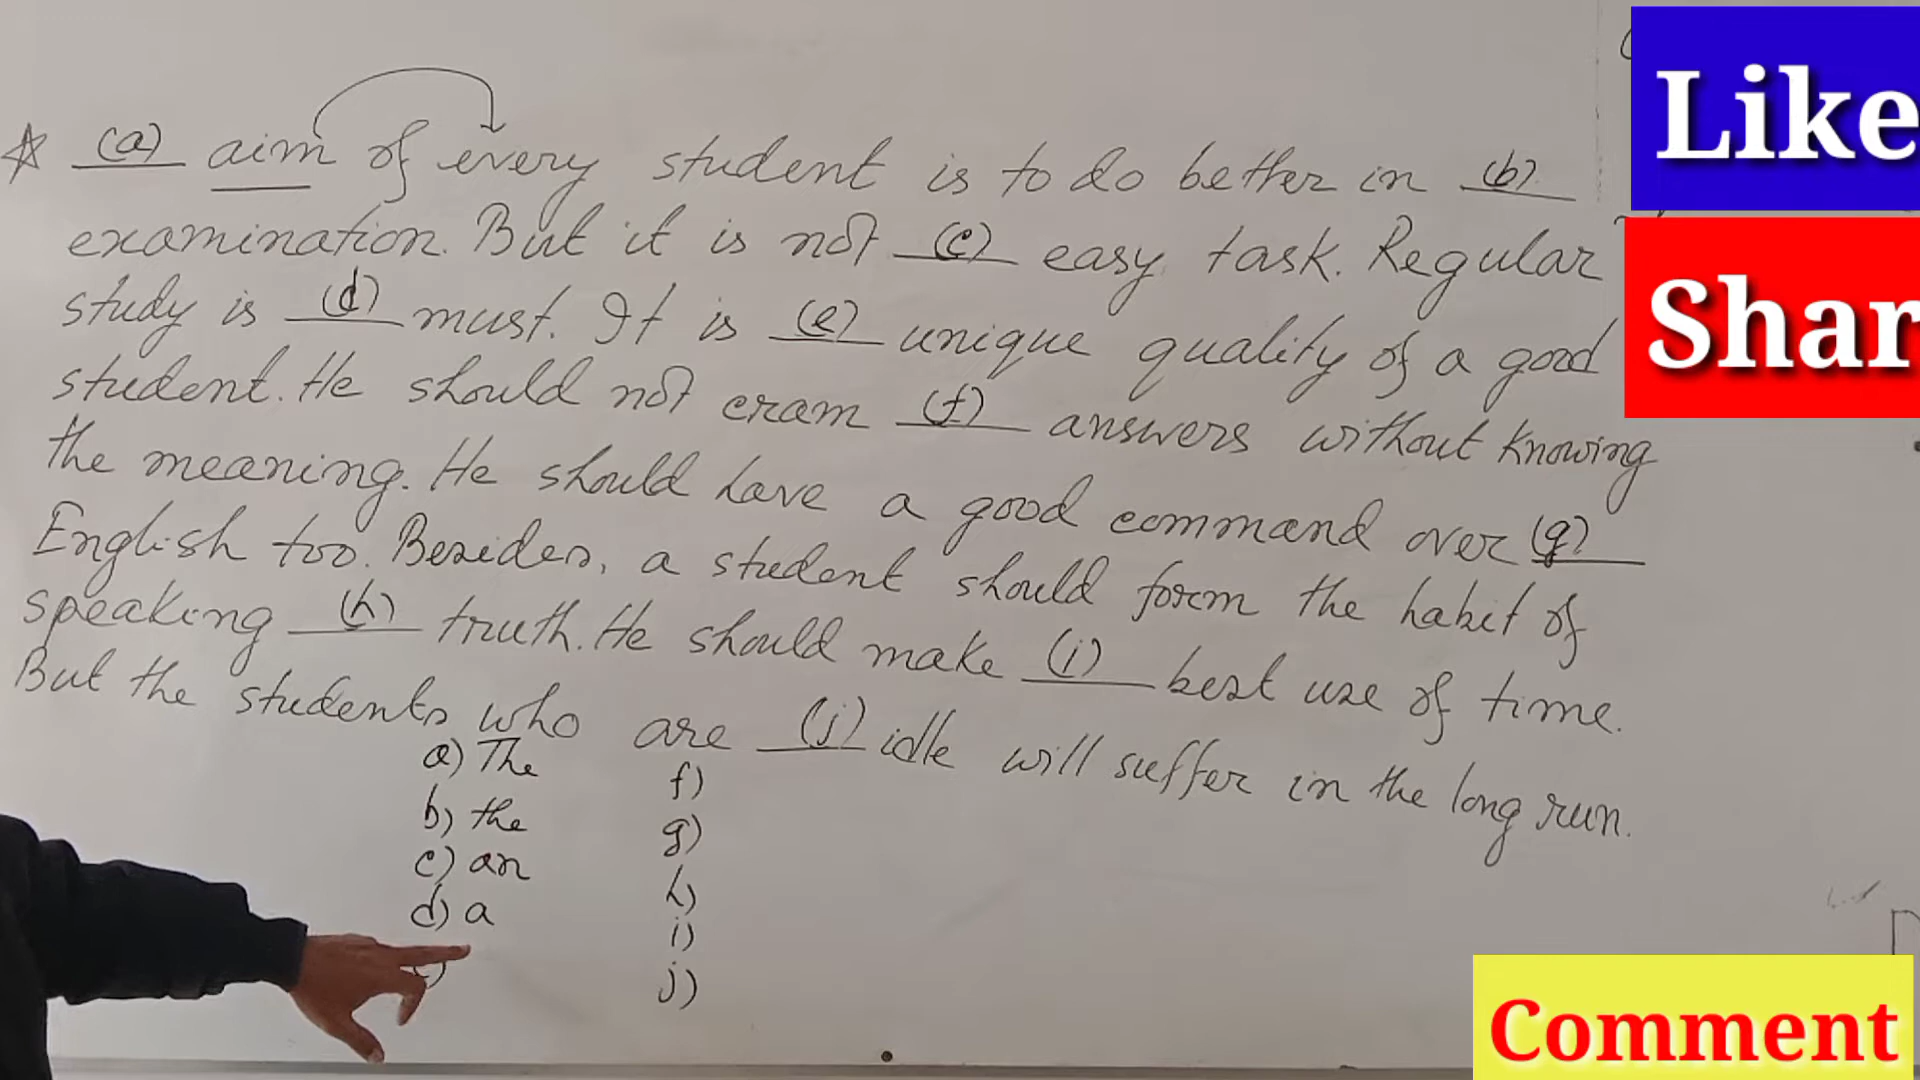 (a) aim of every student is to do better in (b)
examination. But it is not (c) easy task. Regular
study is (d) must. It is (e) unique quality of a good
student. He should not cram (f) answers without knowing
the meaning. He should have a good command over (g)
English too. Besides, a student should form the habit of
speaking (h) truth. He should make (i) best use of time.
But the students who are (j) idle will suffer in the long run.
a) The
b) the
c) an
d) a
f)
g)
h)
i)
j)
Like
Shar
Comment